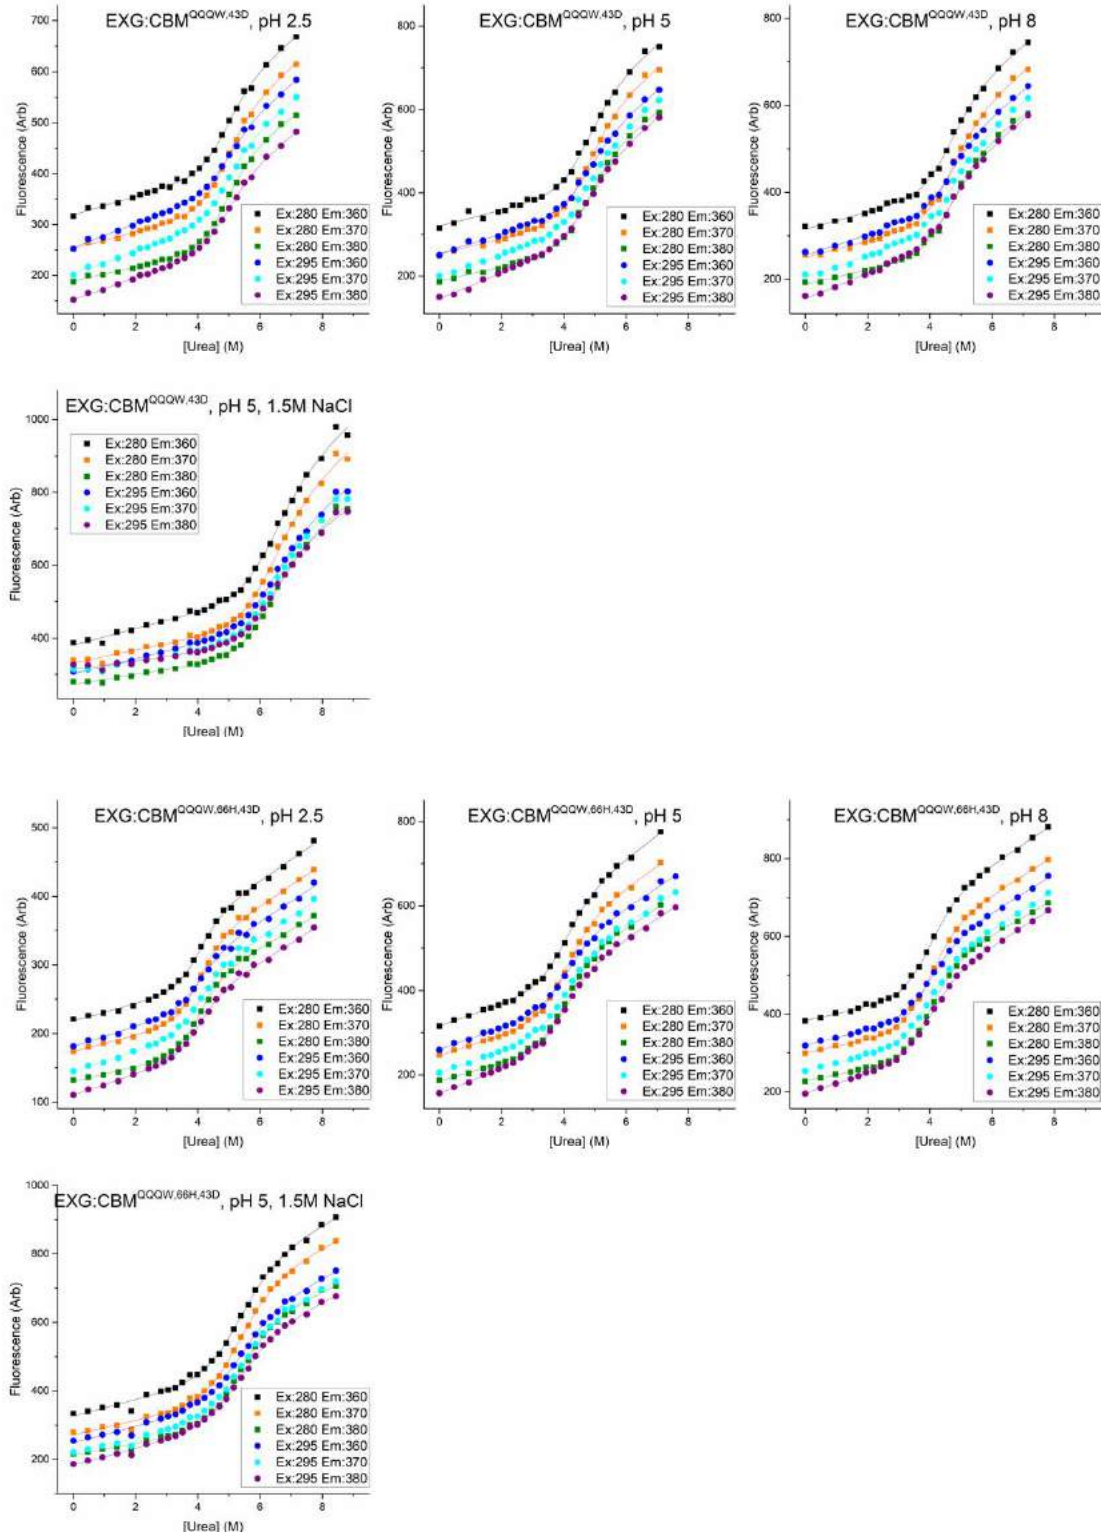 EXG:CBM^QQQW,43D, pH 2.5
700
600
500
400
300
200
Fluorescence (Arb)
Ex:280 Em:360
Ex:280 Em:370
Ex:280 Em:380
Ex:295 Em:360
Ex:295 Em:370
Ex:295 Em:380
0 2 4 6 8
[Urea] (M)
EXG:CBM^QQQW,43D, pH 5
800
600
400
200
Fluorescence (Arb)
Ex:280 Em:360
Ex:280 Em:370
Ex:280 Em:380
Ex:295 Em:360
Ex:295 Em:370
Ex:295 Em:380
0 2 4 6 8
[Urea] (M)
EXG:CBM^QQQW,43D, pH 8
800
600
400
200
Fluorescence (Arb)
Ex:280 Em:360
Ex:280 Em:370
Ex:280 Em:380
Ex:295 Em:360
Ex:295 Em:370
Ex:295 Em:380
0 2 4 6 8
[Urea] (M)
EXG:CBM^QQQW,43D, pH 5, 1.5M NaCl
1000
800
600
400
Fluorescence (Arb)
Ex:280 Em:360
Ex:280 Em:370
Ex:280 Em:380
Ex:295 Em:360
Ex:295 Em:370
Ex:295 Em:380
0 2 4 6 8
[Urea] (M)
EXG:CBM^QQQW,66H,43D, pH 2.5
500
400
300
200
100
Fluorescence (Arb)
Ex:280 Em:360
Ex:280 Em:370
Ex:280 Em:380
Ex:295 Em:360
Ex:295 Em:370
Ex:295 Em:380
0 2 4 6 8
[Urea] (M)
EXG:CBM^QQQW,66H,43D, pH 5
800
600
400
200
Fluorescence (Arb)
Ex:280 Em:360
Ex:280 Em:370
Ex:280 Em:380
Ex:295 Em:360
Ex:295 Em:370
Ex:295 Em:380
0 2 4 6 8
[Urea] (M)
EXG:CBM^QQQW,66H,43D, pH 8
800
600
400
200
Fluorescence (Arb)
Ex:280 Em:360
Ex:280 Em:370
Ex:280 Em:380
Ex:295 Em:360
Ex:295 Em:370
Ex:295 Em:380
0 2 4 6 8
[Urea] (M)
EXG:CBM^QQQW,66H,43D, pH 5, 1.5M NaCl
1000
800
600
400
200
Fluorescence (Arb)
Ex:280 Em:360
Ex:280 Em:370
Ex:280 Em:380
Ex:295 Em:360
Ex:295 Em:370
Ex:295 Em:380
0 2 4 6 8
[Urea] (M)